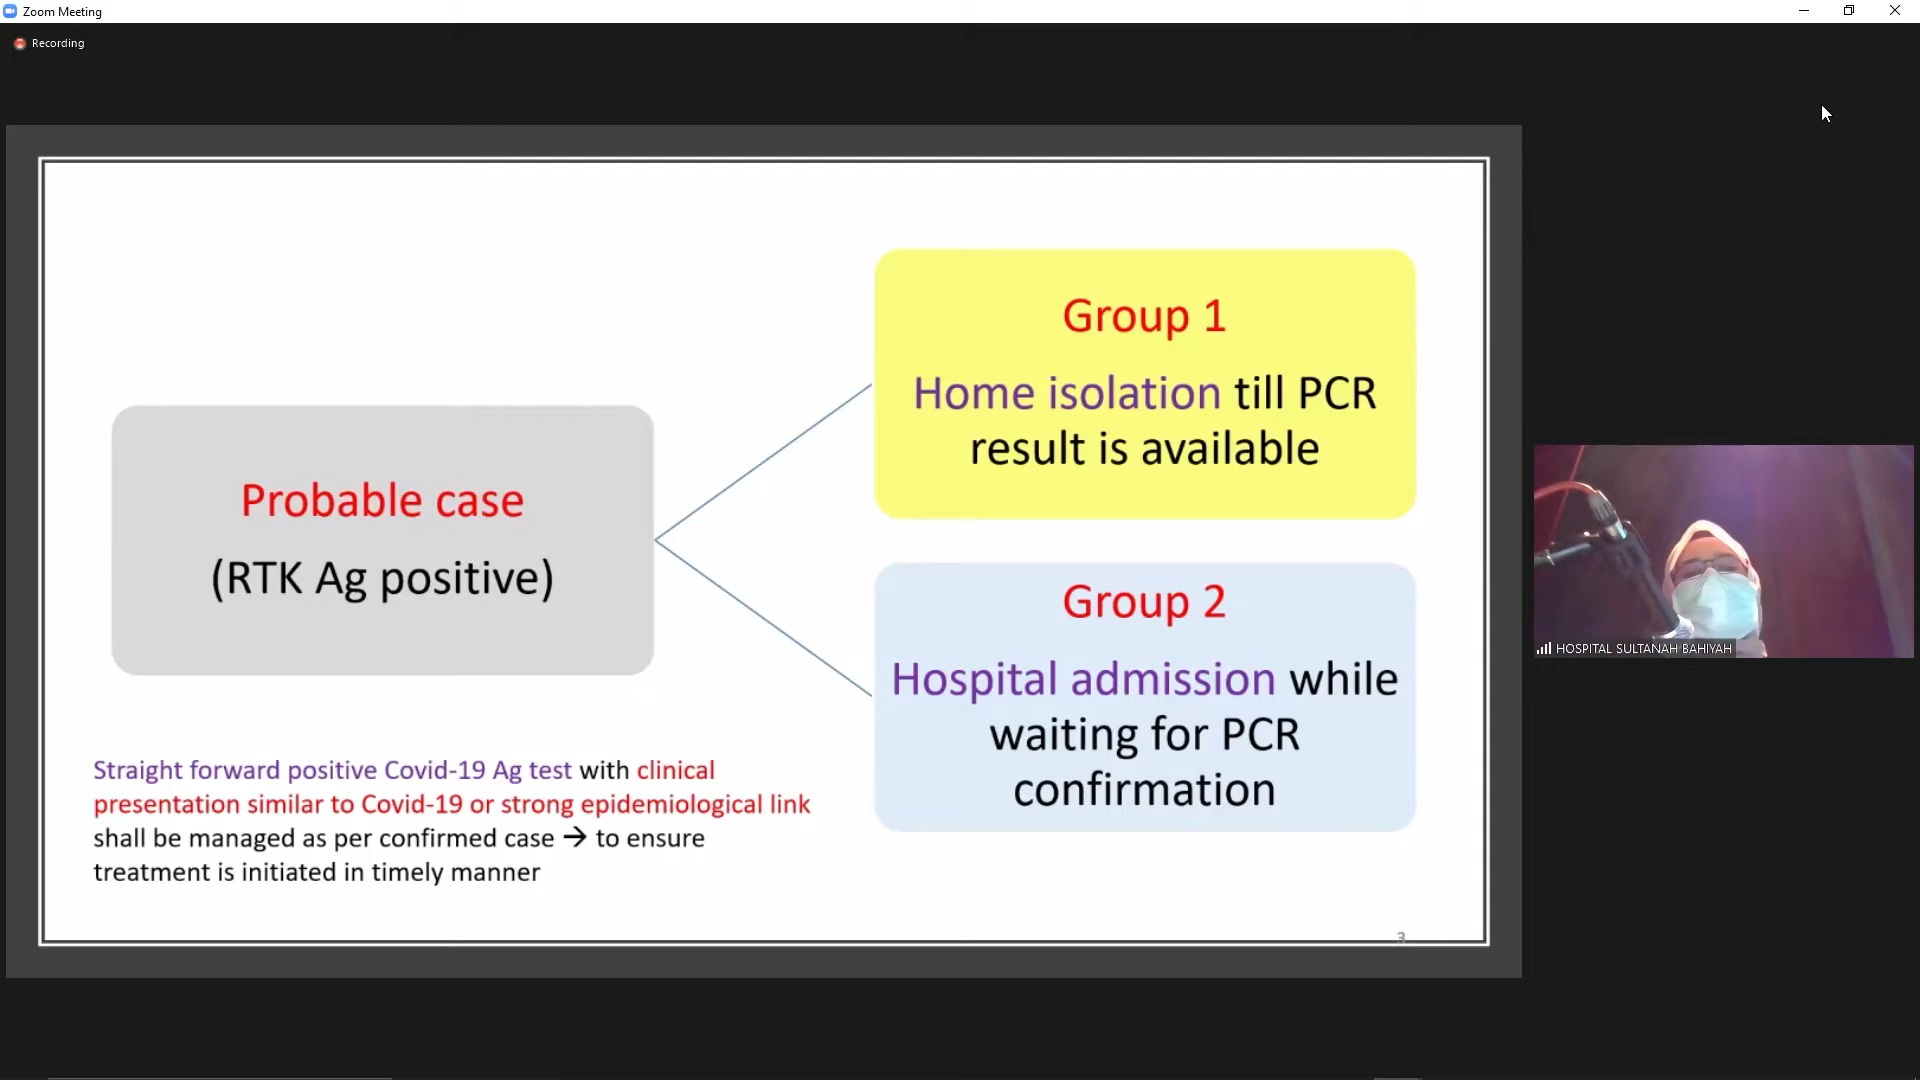 Zoom Meeting
Recording
Probable case
(RTK Ag positive)
Group 1
Home isolation till PCR
result is available
Group 2
Hospital admission while
waiting for PCR
confirmation
Straight forward positive Covid-19 Ag test with clinical
presentation similar to Covid-19 or strong epidemiological link
shall be managed as per confirmed case → to ensure
treatment is initiated in timely manner
3
HOSPITAL SULTANAH BAHIYAH